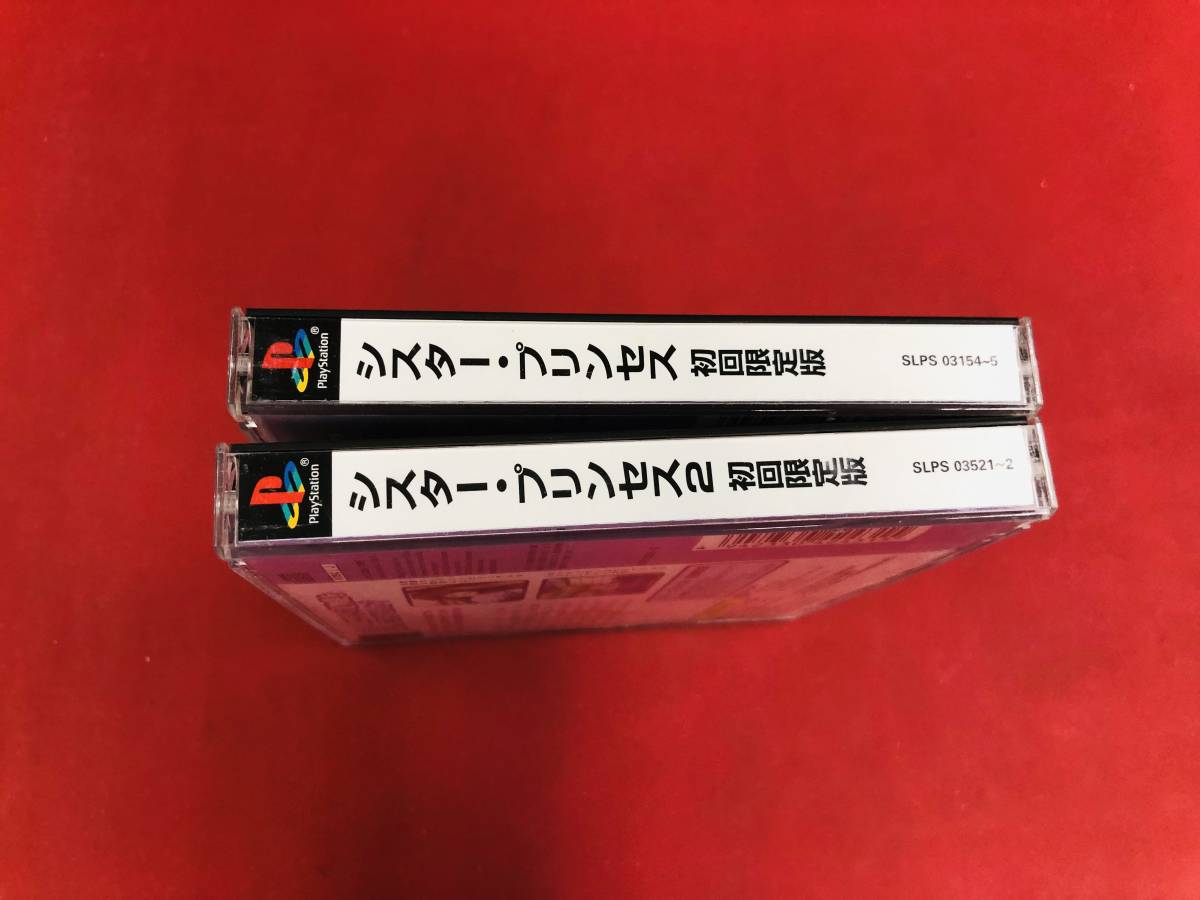 PlayStation ® シスター・プリンセス 初回限定版 SLPS 03154~5
PlayStation ® シスター・プリンセス2 初回限定版 SLPS 03521~2